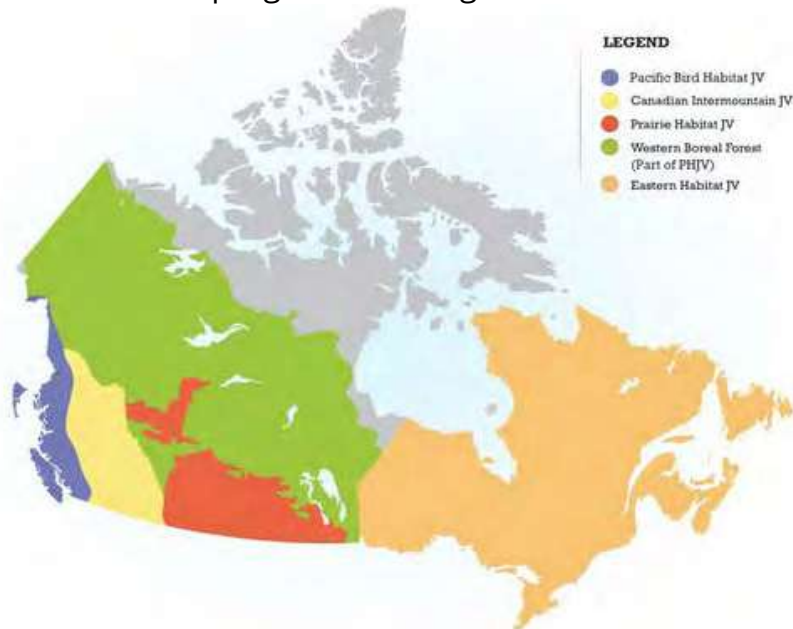 LEGEND
Pacific Bird Habitat JV
Canadian Intermountain JV
Prairie Habitat JV
Western Boreal Forest
(Part of PHJV)
Eastern Habitat JV